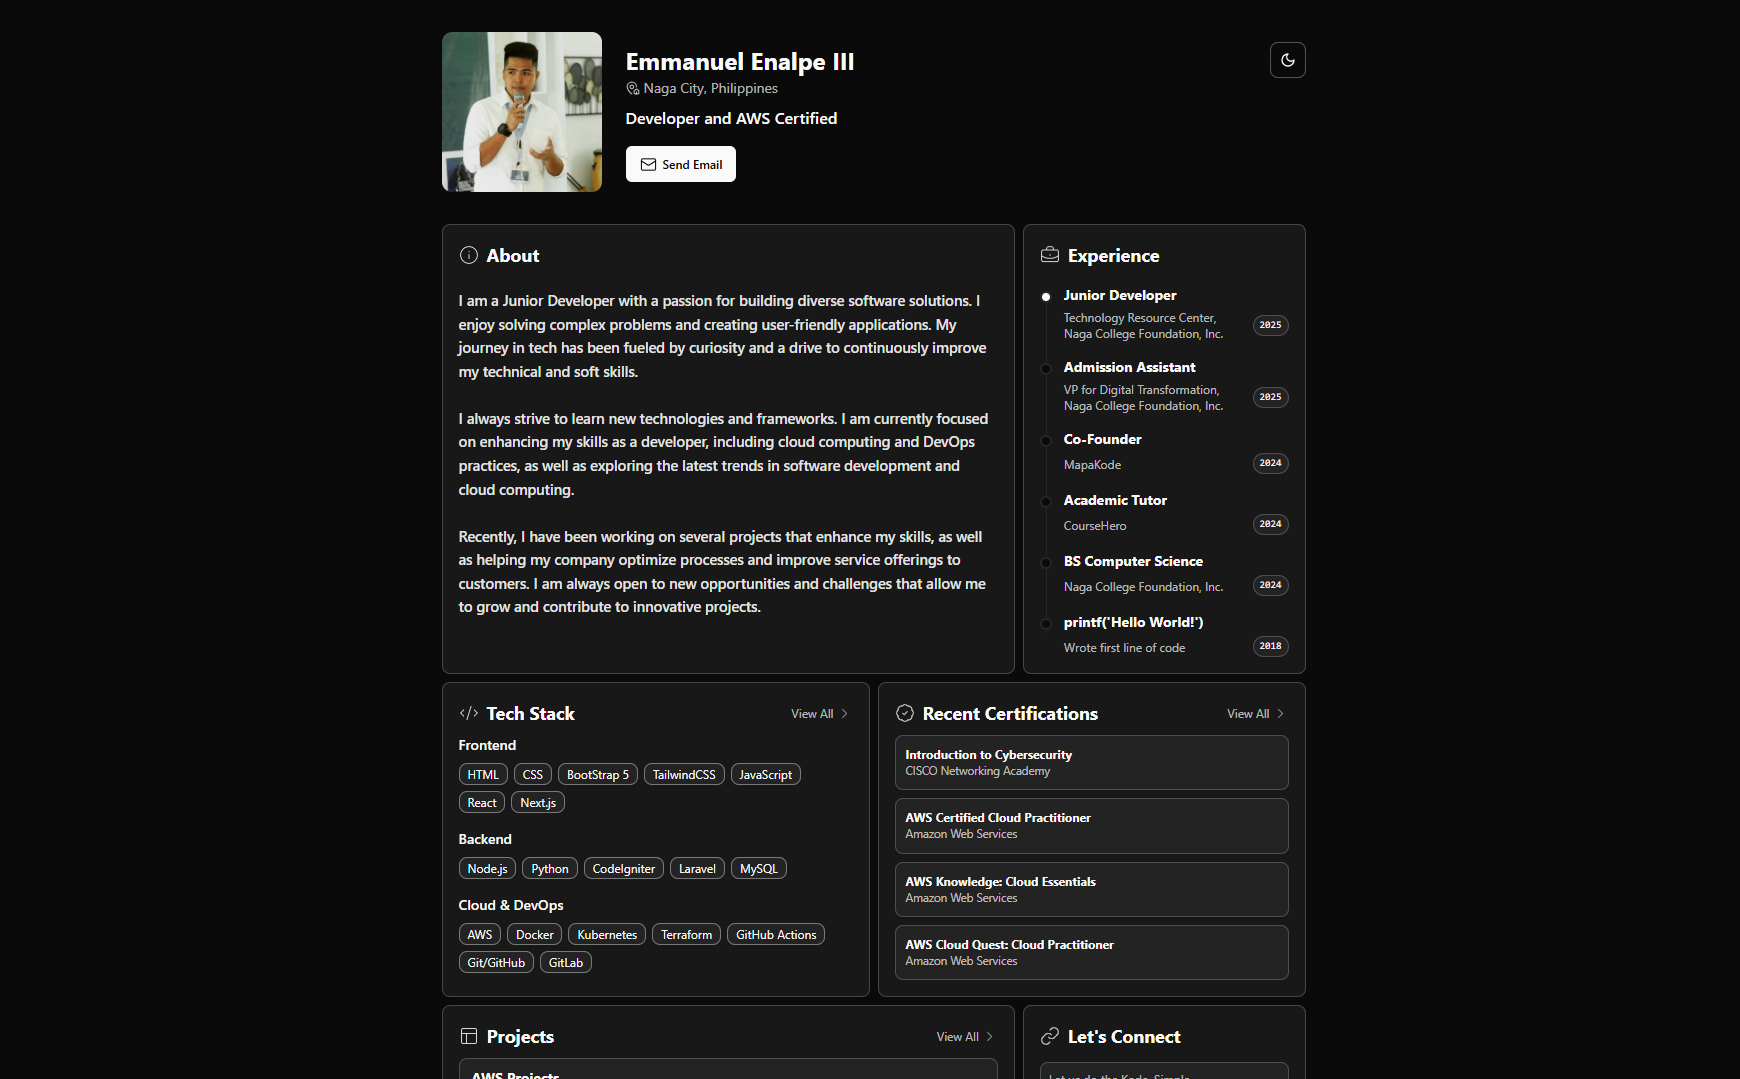 Emmanuel Enalpe III
Naga City, Philippines
Developer and AWS Certified
Send Email
About
I am a Junior Developer with a passion for building diverse software solutions. I
enjoy solving complex problems and creating user-friendly applications. My
journey in tech has been fueled by curiosity and a drive to continuously improve
my technical and soft skills.
I always strive to learn new technologies and frameworks. I am currently focused
on enhancing my skills as a developer, including cloud computing and DevOps
practices, as well as exploring the latest trends in software development and
cloud computing.
Recently, I have been working on several projects that enhance my skills, as well
as helping my company optimize processes and improve service offerings to
customers. I am always open to new opportunities and challenges that allow me
to grow and contribute to innovative projects.
Experience
Junior Developer
Technology Resource Center,
Naga College Foundation, Inc.
2025
Admission Assistant
VP for Digital Transformation,
Naga College Foundation, Inc.
2025
Co-Founder
MapaKode
2024
Academic Tutor
CourseHero
2024
BS Computer Science
Naga College Foundation, Inc.
2024
printf('Hello World!')
Wrote first line of code
2018
</> Tech Stack
View All
Frontend
HTML CSS BootStrap 5 TailwindCSS JavaScript
React Next.js
Backend
Node.js Python CodeIgniter Laravel MySQL
Cloud & DevOps
AWS Docker Kubernetes Terraform GitHub Actions
Git/GitHub GitLab
Recent Certifications
View All
Introduction to Cybersecurity
CISCO Networking Academy
AWS Certified Cloud Practitioner
Amazon Web Services
AWS Knowledge: Cloud Essentials
Amazon Web Services
AWS Cloud Quest: Cloud Practitioner
Amazon Web Services
Projects
View All
AWS Projects
Let's Connect